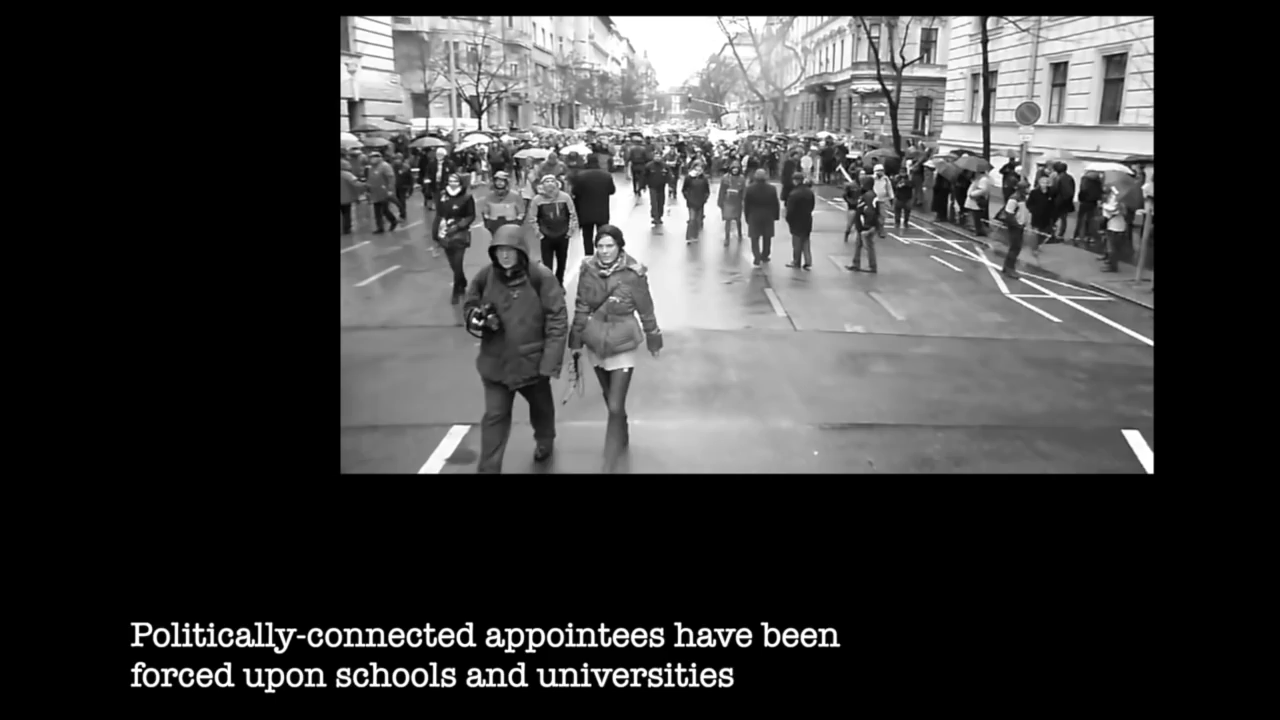 Politically-connected appointees have been
forced upon schools and universities